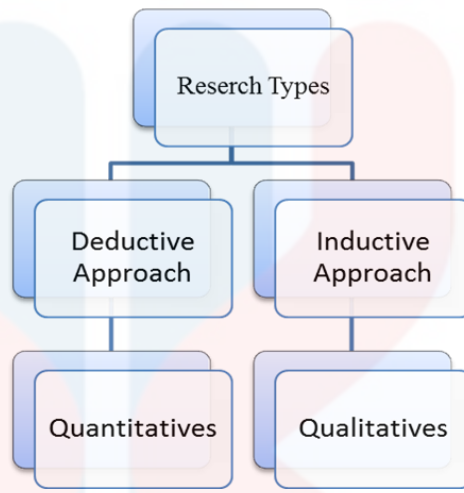 Reserch Types
Deductive
Approach
Inductive
Approach
Quantitatives
Qualitatives